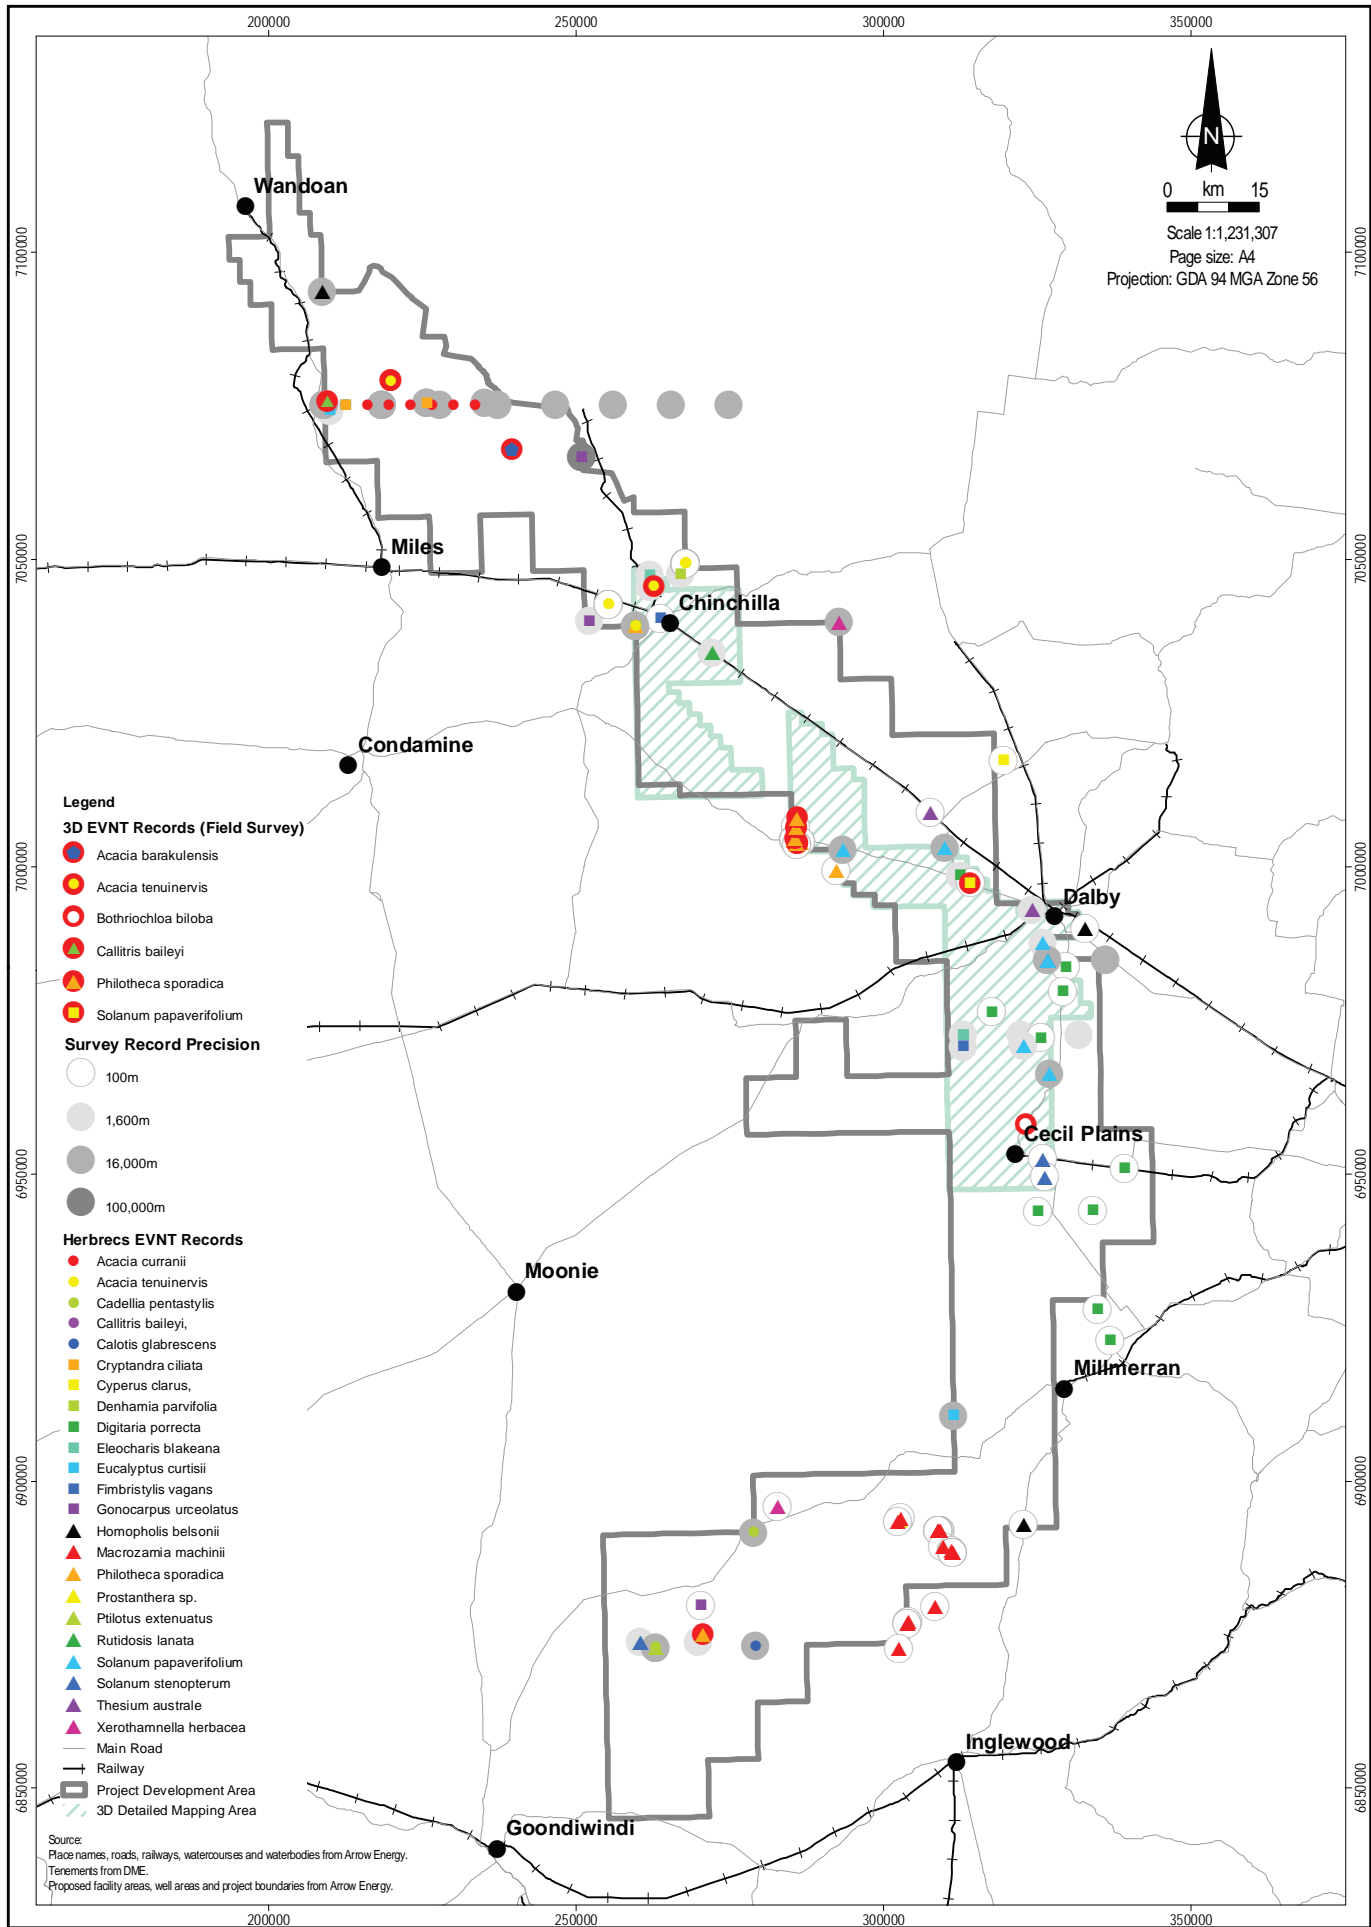 200000
250000
300000
350000
N
0 km 15
Scale 1:1,231,307
Page size: A4
Projection: GDA 94 MGA Zone 56
Wandoan
7100000
7100000
Miles
7050000
7050000
Chinchilla
Condamine
7000000
7000000
Dalby
Cecil Plains
6950000
6950000
Moonie
Millmerran
6900000
6900000
Inglewood
6850000
6850000
Goondiwindi
Legend
3D EVNT Records (Field Survey)
Acacia barakulensis
Acacia tenuinervis
Bothriochloa biloba
Callitris baileyi
Philotheca sporadica
Solanum papaverifolium
Survey Record Precision
100m
1,600m
16,000m
100,000m
Herbrecs EVNT Records
Acacia curranii
Acacia tenuinervis
Cadellia pentastylis
Callitris baileyi,
Calotis glabrescens
Cryptandra ciliata
Cyperus clarus,
Denhamia parvifolia
Digitaria porrecta
Eleocharis blakeana
Eucalyptus curtisii
Fimbristylis vagans
Gonocarpus urceolatus
Homopholis belsonii
Macrozamia machinii
Philotheca sporadica
Prostanthera sp.
Ptilotus extenuatus
Rutidosis lanata
Solanum papaverifolium
Solanum stenopterum
Thesium australe
Xerothamnella herbacea
Main Road
Railway
Project Development Area
3D Detailed Mapping Area
Source:
Place names, roads, railways, watercourses and waterbodies from Arrow Energy.
Tenements from DME.
Proposed facility areas, well areas and project boundaries from Arrow Energy.
200000
250000
300000
350000